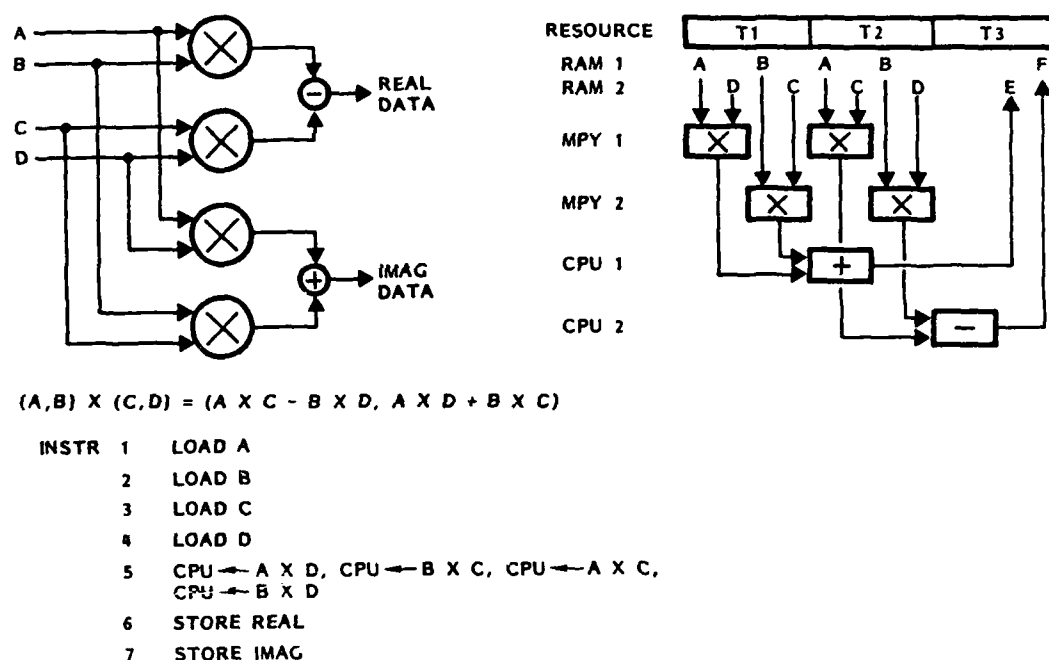 A
B
C
D
REAL
DATA
IMAG
DATA
RESOURCE T1 T2 T3
RAM 1 A B A B F
RAM 2 D C C D E
MPY 1
MPY 2
CPU 1
CPU 2
(A,B) X (C,D) = (A X C - B X D, A X D + B X C)
INSTR 1 LOAD A
2 LOAD B
3 LOAD C
4 LOAD D
5 CPU ← A X D, CPU ← B X C, CPU ← A X C,
CPU ← B X D
6 STORE REAL
7 STORE IMAG